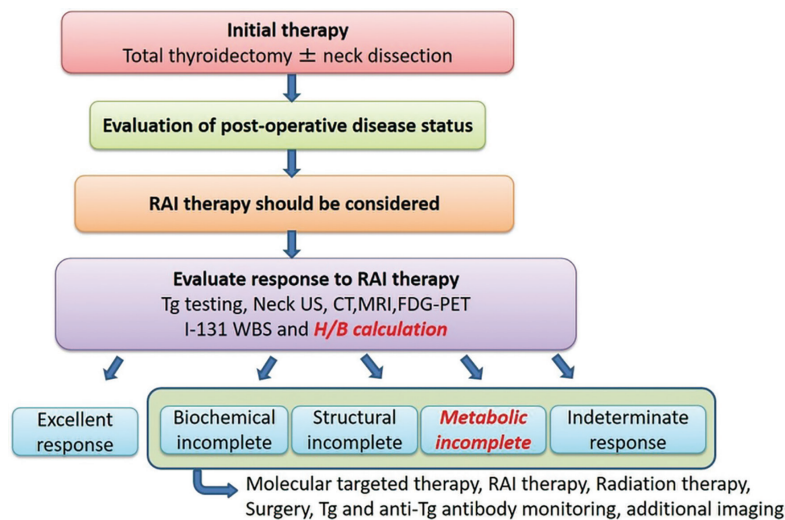 Initial therapy
Total thyroidectomy ± neck dissection
Evaluation of post-operative disease status
RAI therapy should be considered
Evaluate response to RAI therapy
Tg testing, Neck US, CT,MRI,FDG-PET
I-131 WBS and H/B calculation
Excellent
response
Biochemical
incomplete
Structural
incomplete
Metabolic
incomplete
Indeterminate
response
Molecular targeted therapy, RAI therapy, Radiation therapy,
Surgery, Tg and anti-Tg antibody monitoring, additional imaging